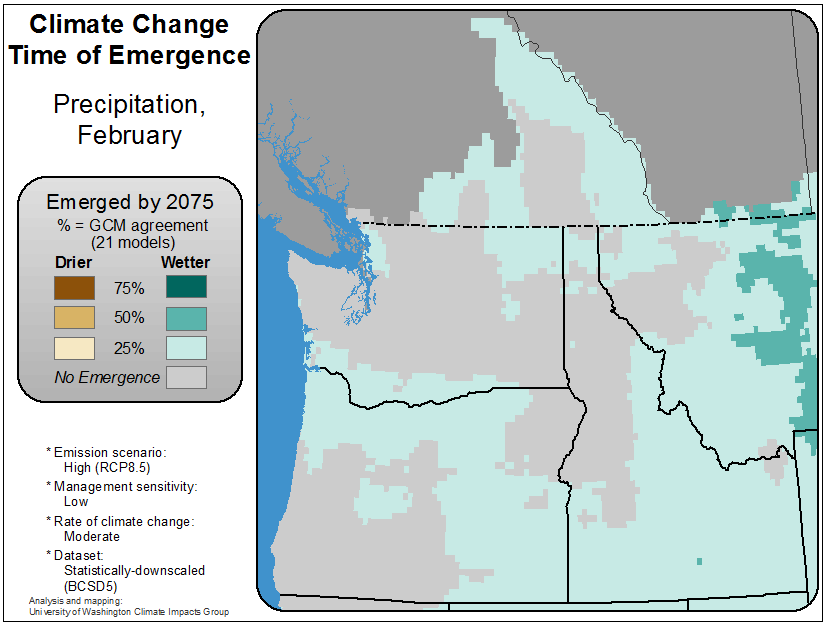 Climate Change
Time of Emergence
Precipitation,
February
Emerged by 2075
% = GCM agreement
(21 models)
Drier Wetter
75%
50%
25%
No Emergence
* Emission scenario:
High (RCP8.5)
* Management sensitivity:
Low
* Rate of climate change:
Moderate
* Dataset:
Statistically-downscaled
(BCSD5)
Analysis and mapping:
University of Washington Climate Impacts Group